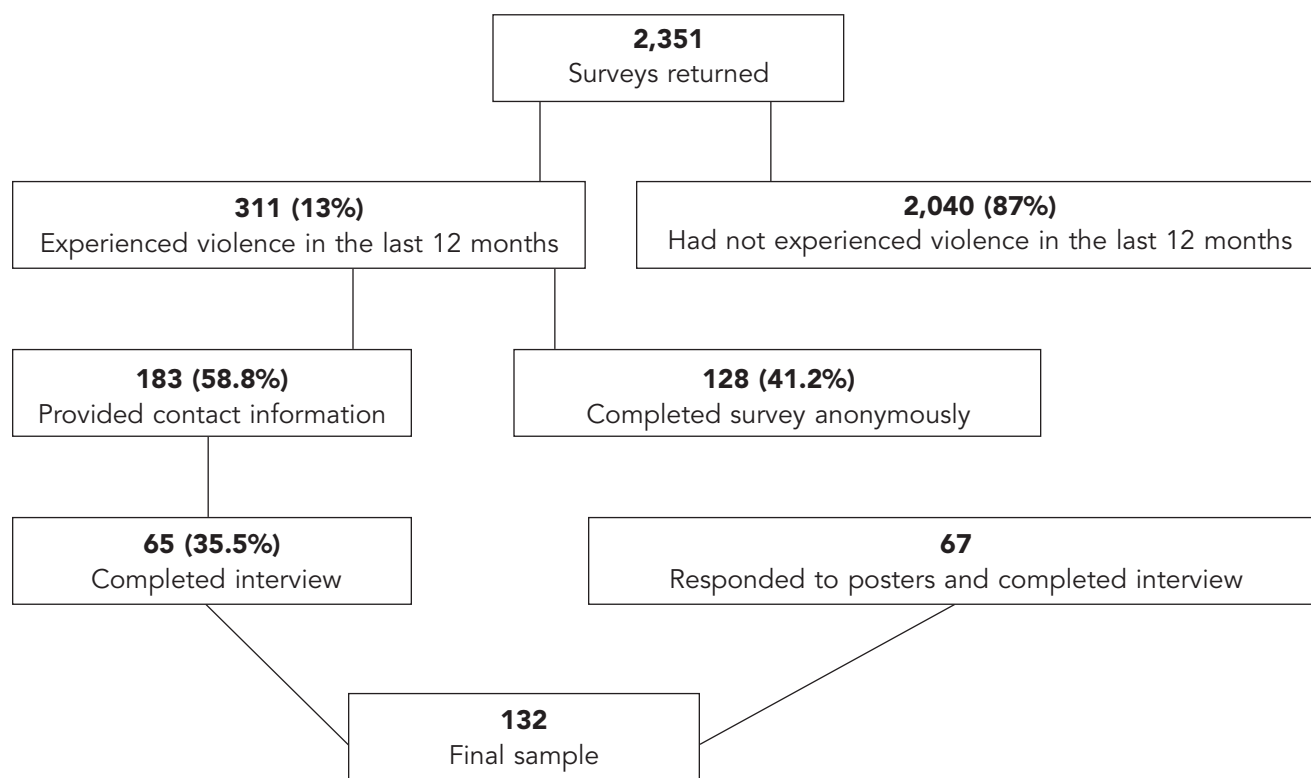 2,351
Surveys returned
311 (13%)
Experienced violence in the last 12 months
2,040 (87%)
Had not experienced violence in the last 12 months
183 (58.8%)
Provided contact information
128 (41.2%)
Completed survey anonymously
65 (35.5%)
Completed interview
67
Responded to posters and completed interview
132
Final sample